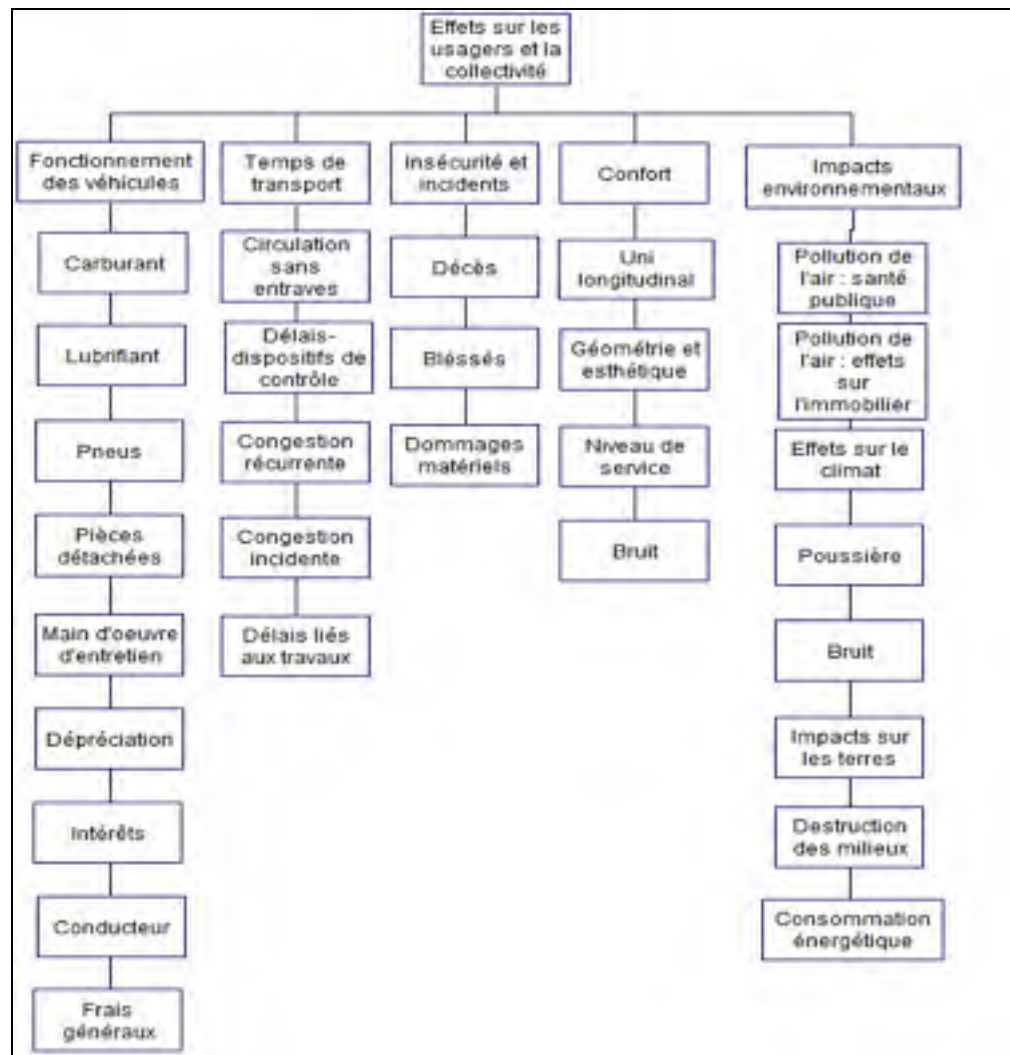 Effets sur les
usagers et la
collectivité
Fonctionnement
des véhicules
Carburant
Lubrifiant
Pneus
Pièces
détachées
Main d'oeuvre
d'entretien
Dépréciation
Intérêts
Conducteur
Frais
généraux
Temps de
transport
Circulation
sans
entraves
Délais-
dispositifs de
contrôle
Congestion
récurrente
Congestion
incidente
Délais liés
aux travaux
Insécurité et
incidents
Décès
Bléssés
Dommages
matériels
Confort
Uni
longitudinal
Géométrie et
esthétique
Niveau de
service
Bruit
Impacts
environnementaux
Pollution de
l'air : santé
publique
Pollution de
l'air : effets
sur
l'immobilier
Effets sur le
climat
Poussière
Bruit
Impacts sur
les terres
Destruction
des milieux
Consommation
énergétique